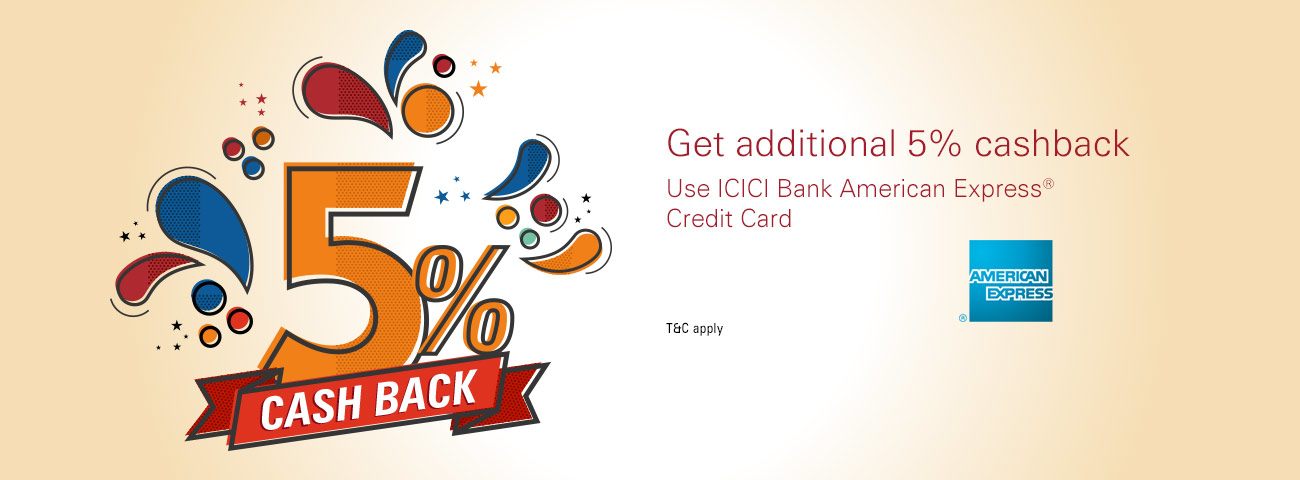 5%
CASH BACK
Get additional 5% cashback
Use ICICI Bank American Express®
Credit Card
AMERICAN
EXPRESS
®
T&C apply